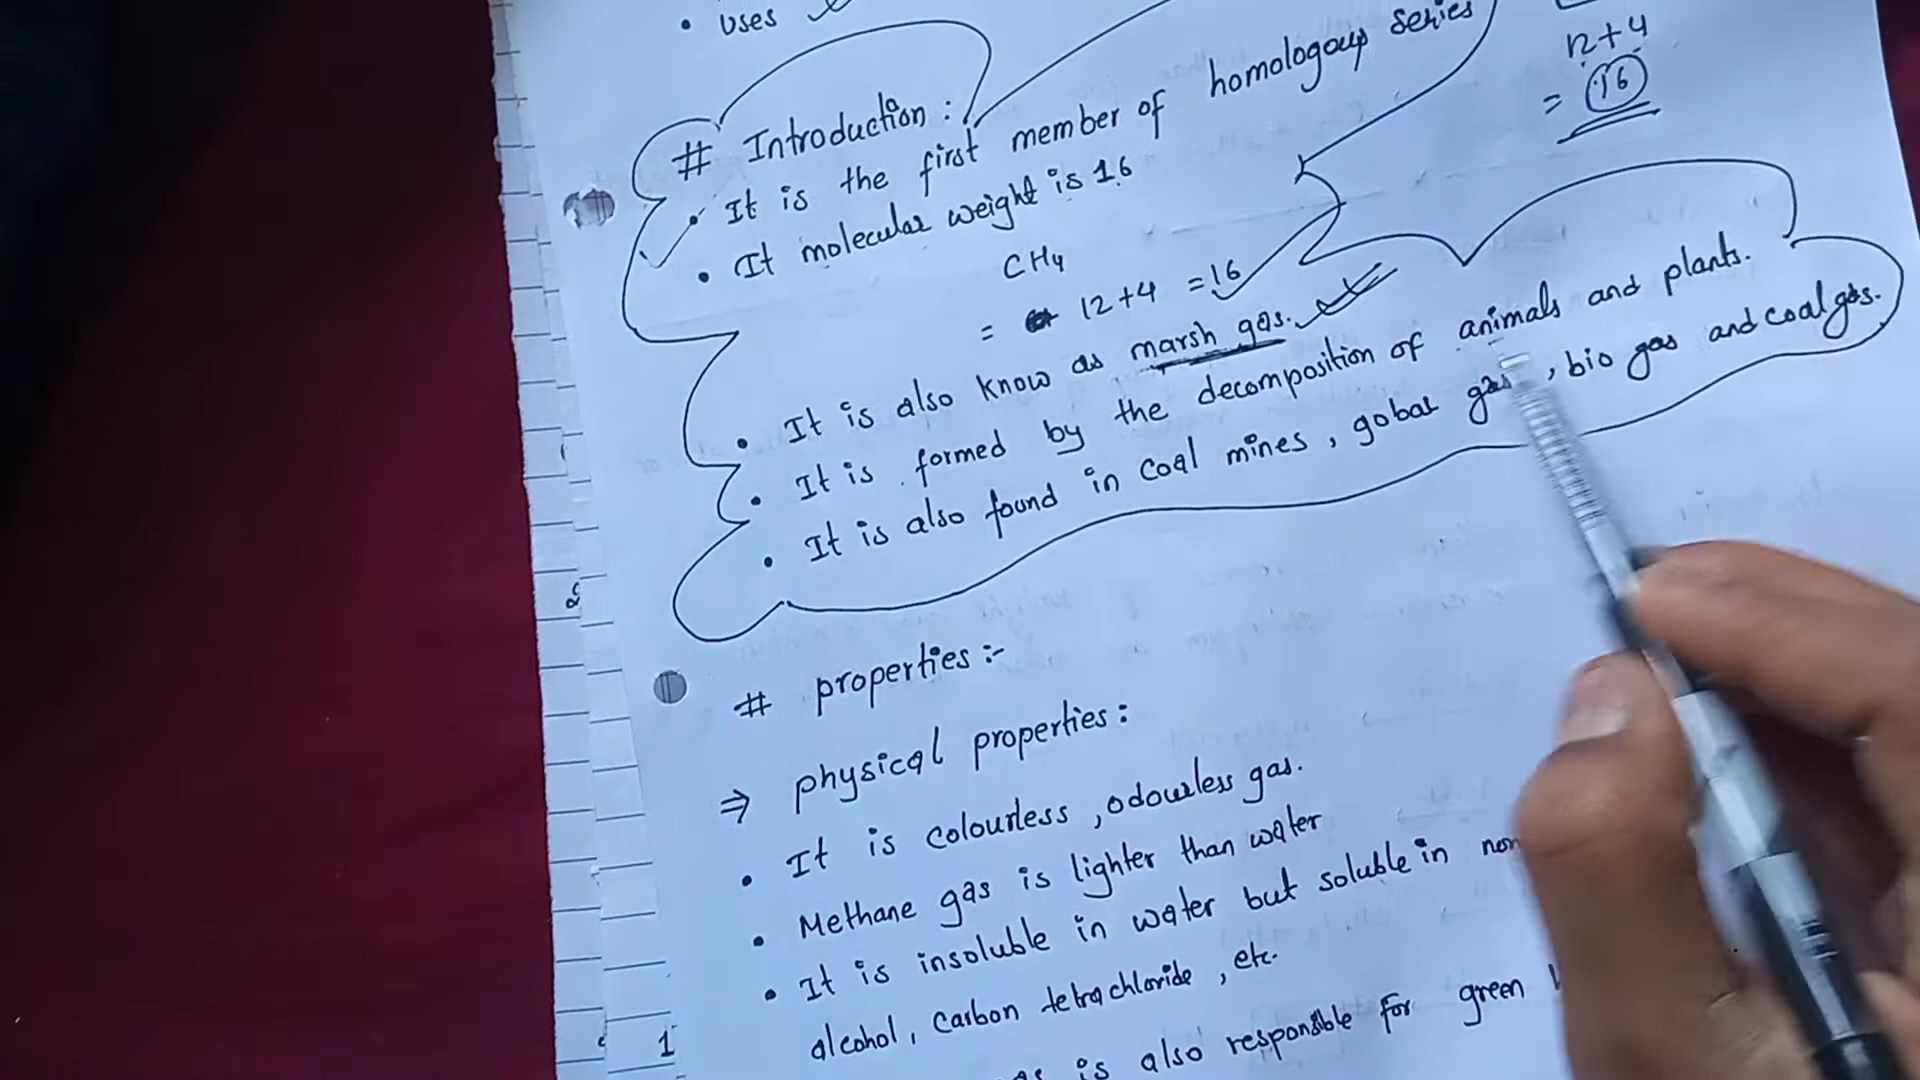 • Uses
# Introduction :
• It is the first member of homologous series
12+4
= 16
• It molecular weight is 16
CH4
= 12+4 = 16
• It is also know as marsh gas.
• It is formed by the decomposition of animals and plants.
• It is also found in coal mines, gobar gas, bio gas and coal gas.
# properties :-
⇒ physical properties :
• It is colourless, odourless gas.
• Methane gas is lighter than water
• It is insoluble in water but soluble in
alcohol, carbon tetrachloride, etc.
is also responsible for green
1